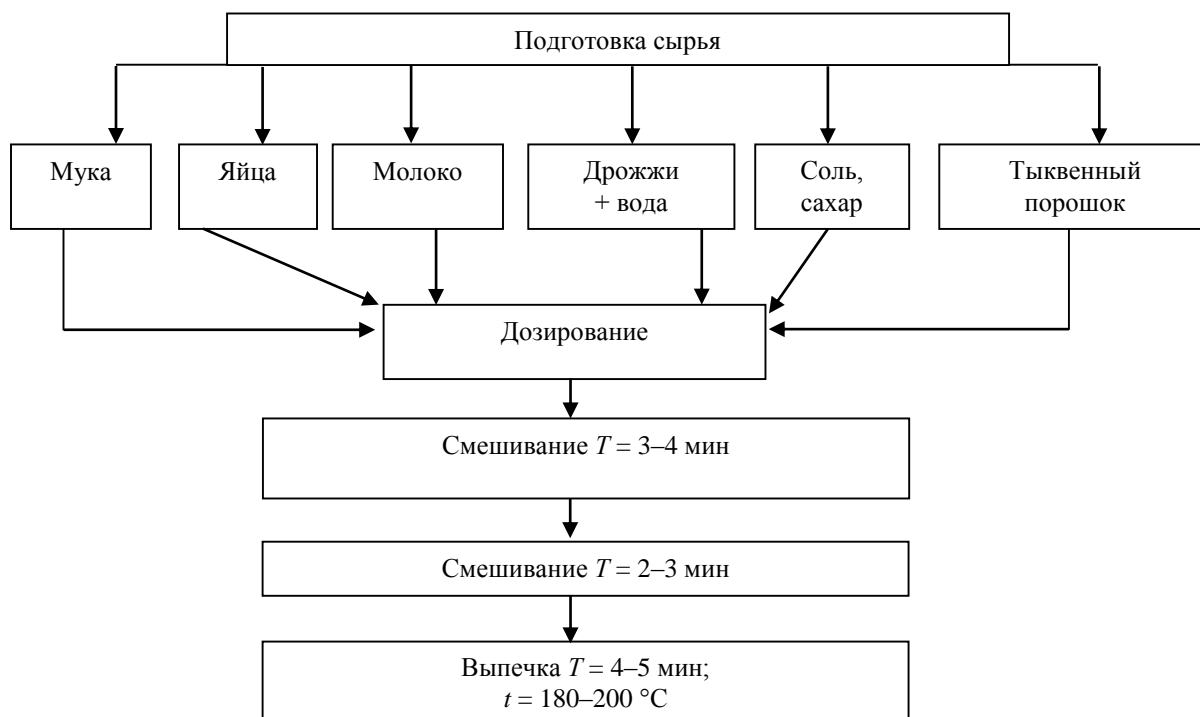 Подготовка сырья
Мука
Яйца
Молоко
Дрожжи
+ вода
Соль,
сахар
Тыквенный
порошок
Дозирование
Смешивание T = 3–4 мин
Смешивание T = 2–3 мин
Выпечка T = 4–5 мин;
t = 180–200 °C